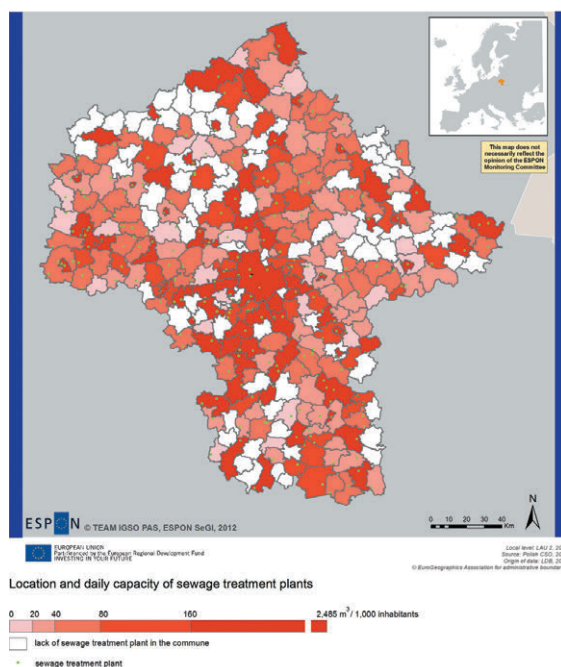 This map does not
necessarily reflect the
opinion of the ESPON
Monitoring Committee
N
0 10 20 40
Km
ESPON © TEAM IGSO PAS, ESPON SeGI, 2012
EUROPEAN UNION
Part-financed by the European Regional Development Fund
INVESTING IN YOUR FUTURE
Local level: LAU 2, 20
Source: Polish CSO, 20
Origin of data: LDB, 20
© EuroGeographics Association for administrative boundar
Location and daily capacity of sewage treatment plants
0 20 40 80 160 2,485 m³/ 1,000 inhabitants
lack of sewage treatment plant in the commune
sewage treatment plant